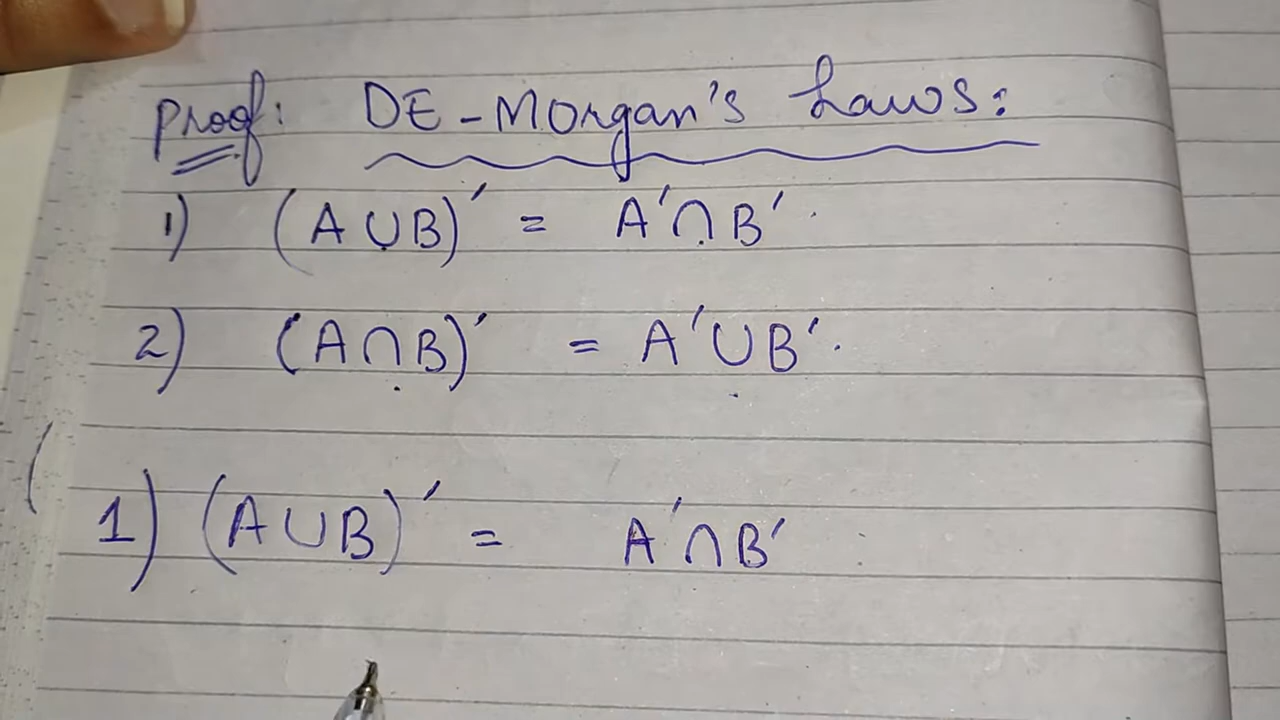 Proof: DE-Morgan's Laws:
1) (A∪B)′ = A′∩B′.
2) (A∩B)′ = A′∪B′.
1) (A∪B)′ = A′∩B′